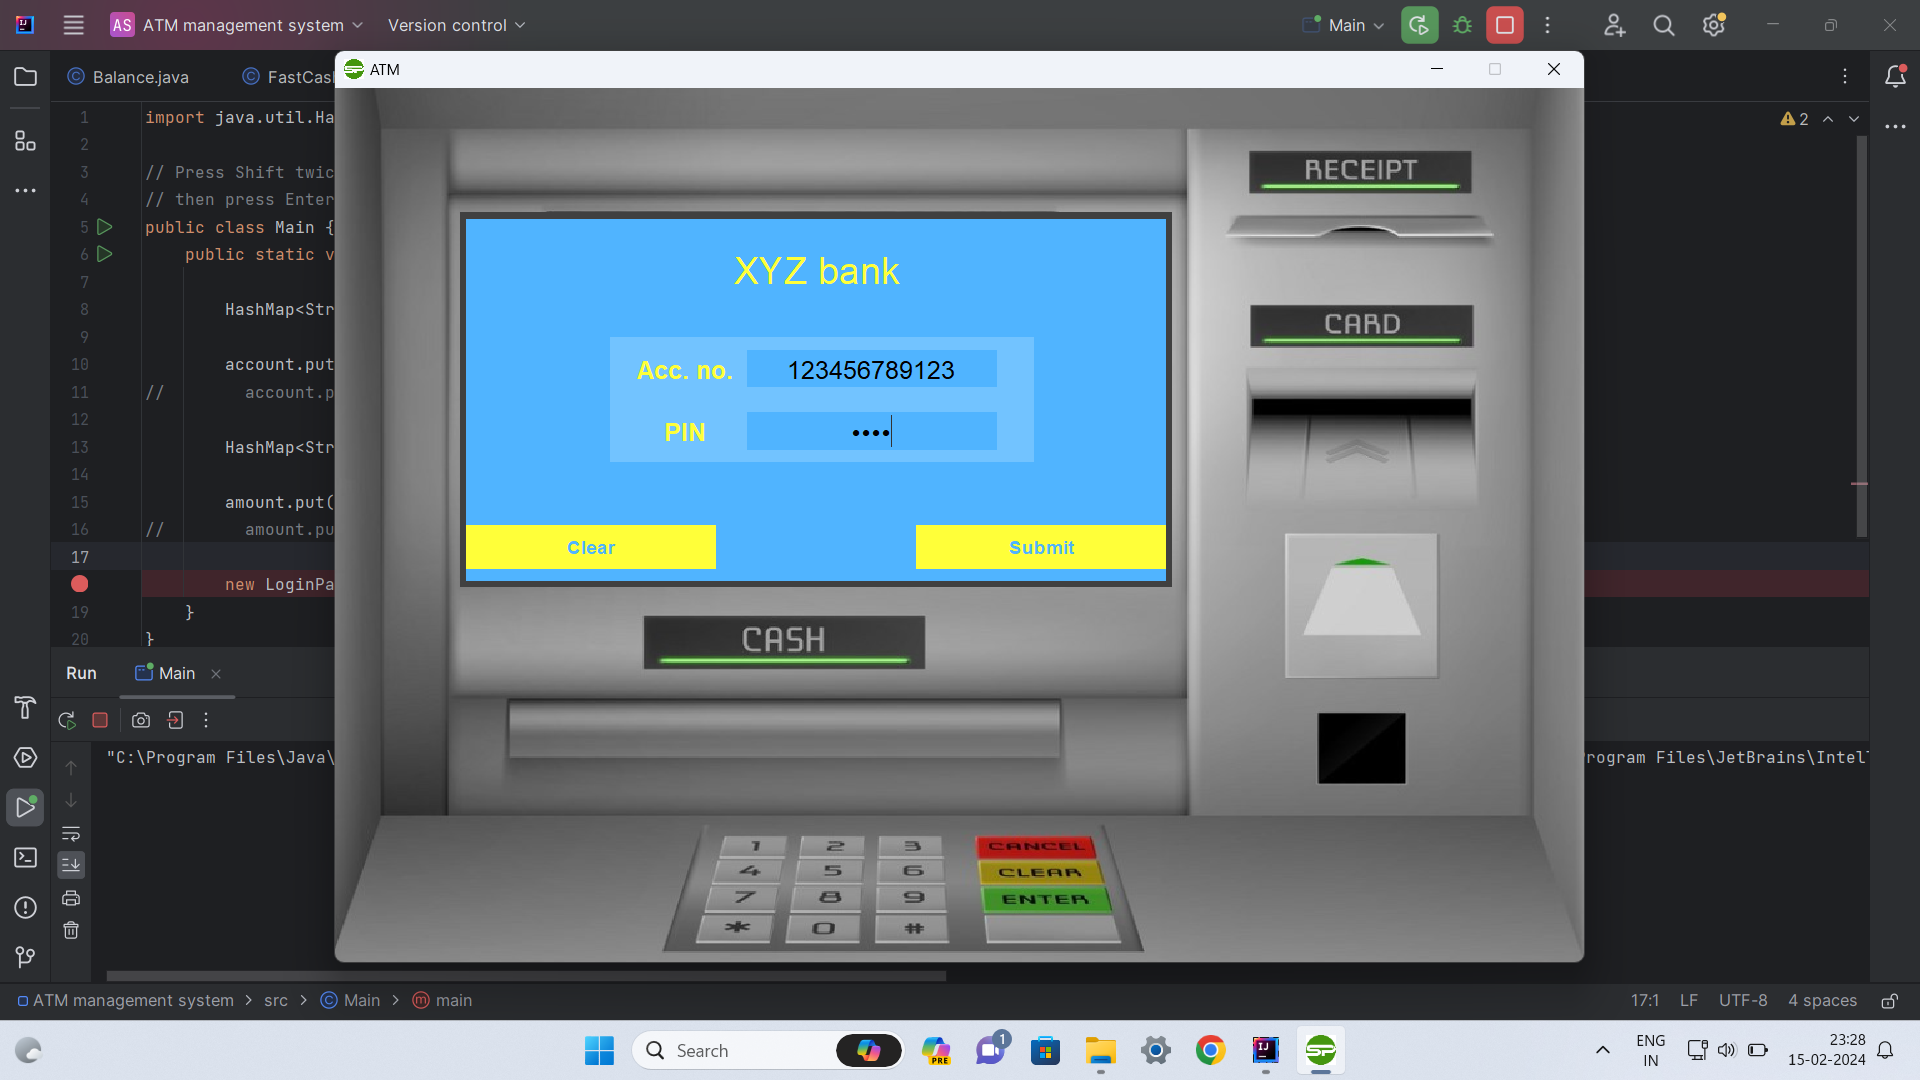 AS ATM management system
Version control
Main
Balance.java
FastCas
ATM
2
1 import java.util.Ha
2
3 // Press Shift twic
4 // then press Enter
5 public class Main {
6 public static v
7
8 HashMap<Str
9
10 account.put
11 // account.p
12
13 HashMap<Str
14
15 amount.put(
16 // amount.pu
17
new LoginPa
19 }
20 }
XYZ bank
Acc. no. 123456789123
PIN ••••
Clear
Submit
RECEIPT
CARD
CASH
1 2 3 CANCEL
4 5 6 CLEAR
7 8 9 ENTER
* 0 #
Run
Main
"C:\Program Files\Java\
rogram Files\JetBrains\Intel
ATM management system > src > Main > main
17:1 LF UTF-8 4 spaces
Search
PRE
1
IJ
SP
ENG
IN
23:28
15-02-2024